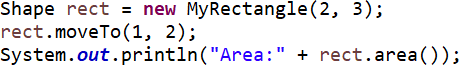 Shape rect = new MyRectangle(2, 3);
rect.moveTo(1, 2);
System.out.println("Area:" + rect.area());